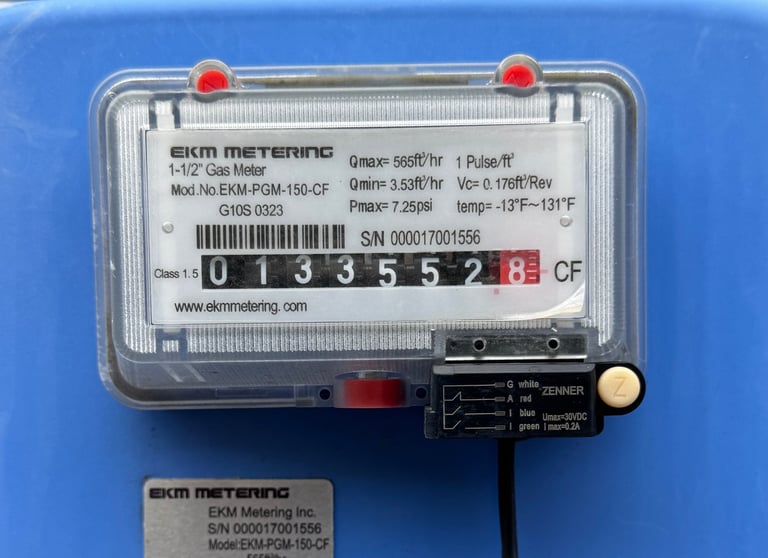 EKM METERING
1-1/2" Gas Meter
Mod.No.EKM-PGM-150-CF
G10S 0323
Qmax= 565ft³/hr 1 Pulse/ft³
Qmin= 3.53ft³/hr Vc= 0.176ft³/Rev
Pmax= 7.25psi temp= -13°F~131°F
S/N 000017001556
Class 1.5 0 1 3 3 5 5 2 8 CF
www.ekmmetering.com
G white
A red
I blue
I green
ZENNER
Umax=30VDC
I max=0.2A
Z
EKM METERING
EKM Metering Inc.
S/N 000017001556
Model:EKM-PGM-150-CF